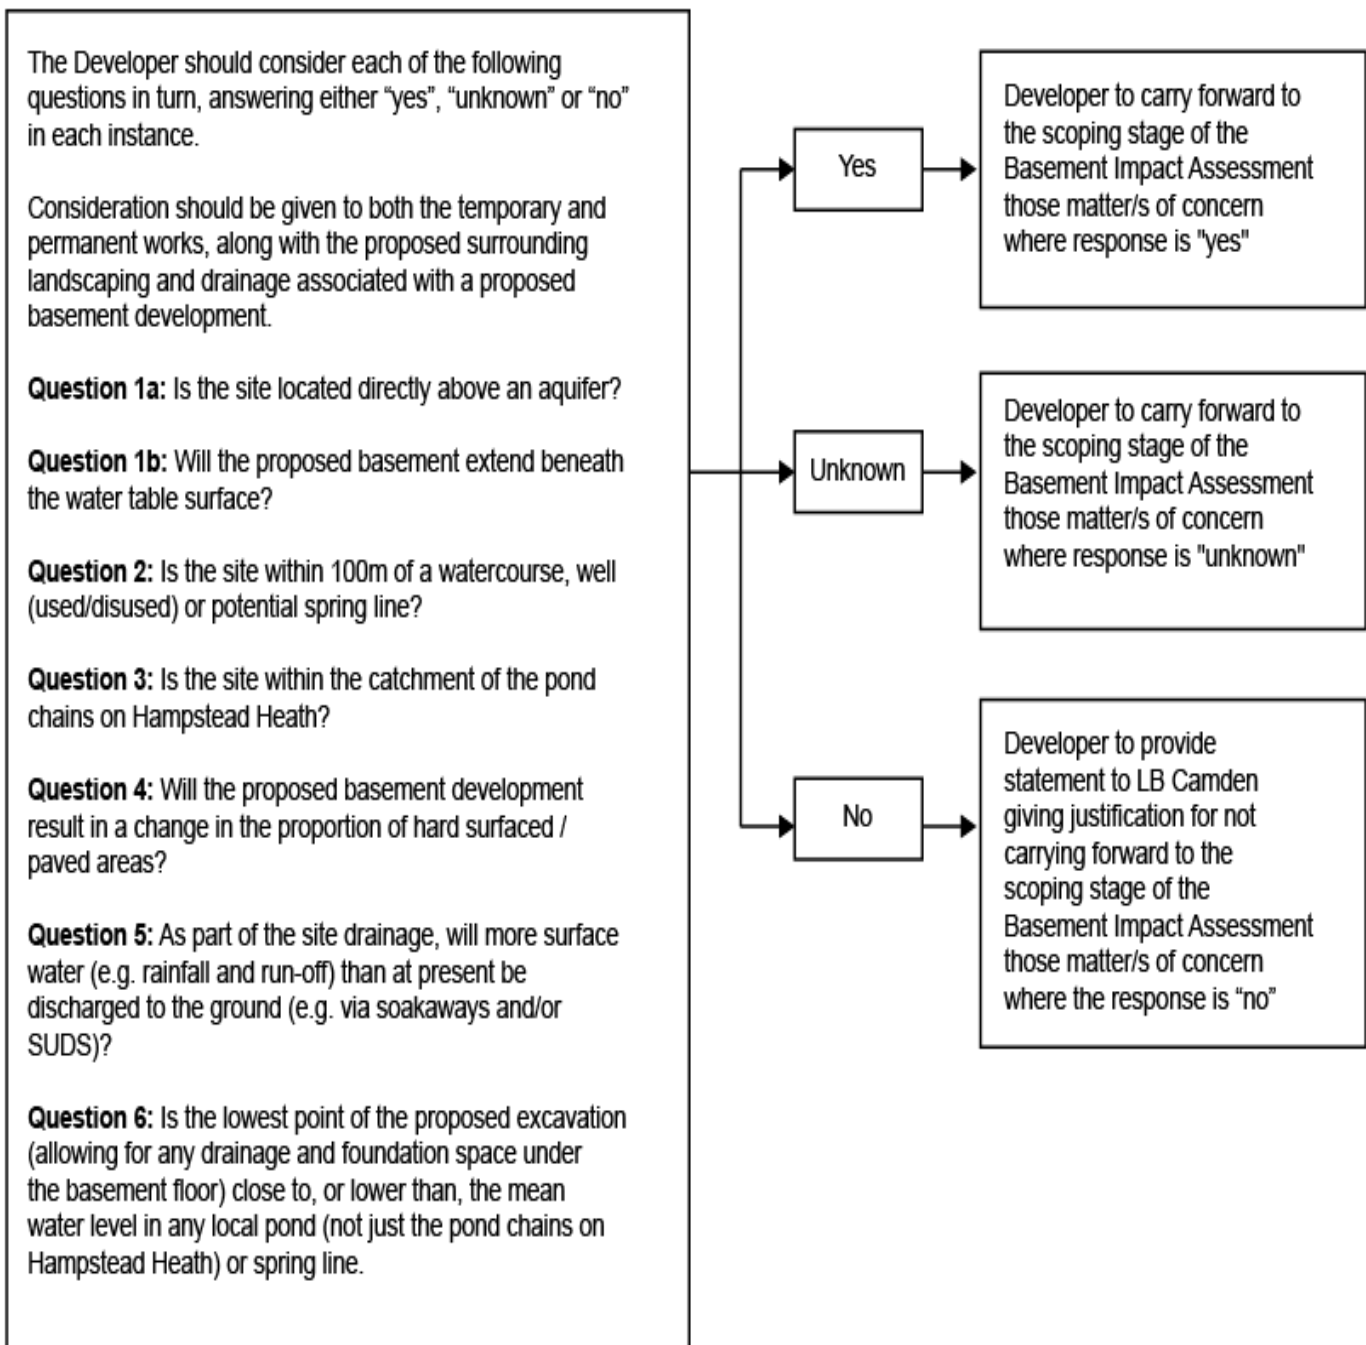 The Developer should consider each of the following
questions in turn, answering either “yes”, “unknown” or “no”
in each instance.
Consideration should be given to both the temporary and
permanent works, along with the proposed surrounding
landscaping and drainage associated with a proposed
basement development.
Question 1a: Is the site located directly above an aquifer?
Question 1b: Will the proposed basement extend beneath
the water table surface?
Question 2: Is the site within 100m of a watercourse, well
(used/disused) or potential spring line?
Question 3: Is the site within the catchment of the pond
chains on Hampstead Heath?
Question 4: Will the proposed basement development
result in a change in the proportion of hard surfaced /
paved areas?
Question 5: As part of the site drainage, will more surface
water (e.g. rainfall and run-off) than at present be
discharged to the ground (e.g. via soakaways and/or
SUDS)?
Question 6: Is the lowest point of the proposed excavation
(allowing for any drainage and foundation space under
the basement floor) close to, or lower than, the mean
water level in any local pond (not just the pond chains on
Hampstead Heath) or spring line.
Yes
Developer to carry forward to
the scoping stage of the
Basement Impact Assessment
those matter/s of concern
where response is "yes"
Unknown
Developer to carry forward to
the scoping stage of the
Basement Impact Assessment
those matter/s of concern
where response is "unknown"
No
Developer to provide
statement to LB Camden
giving justification for not
carrying forward to the
scoping stage of the
Basement Impact Assessment
those matter/s of concern
where the response is “no”